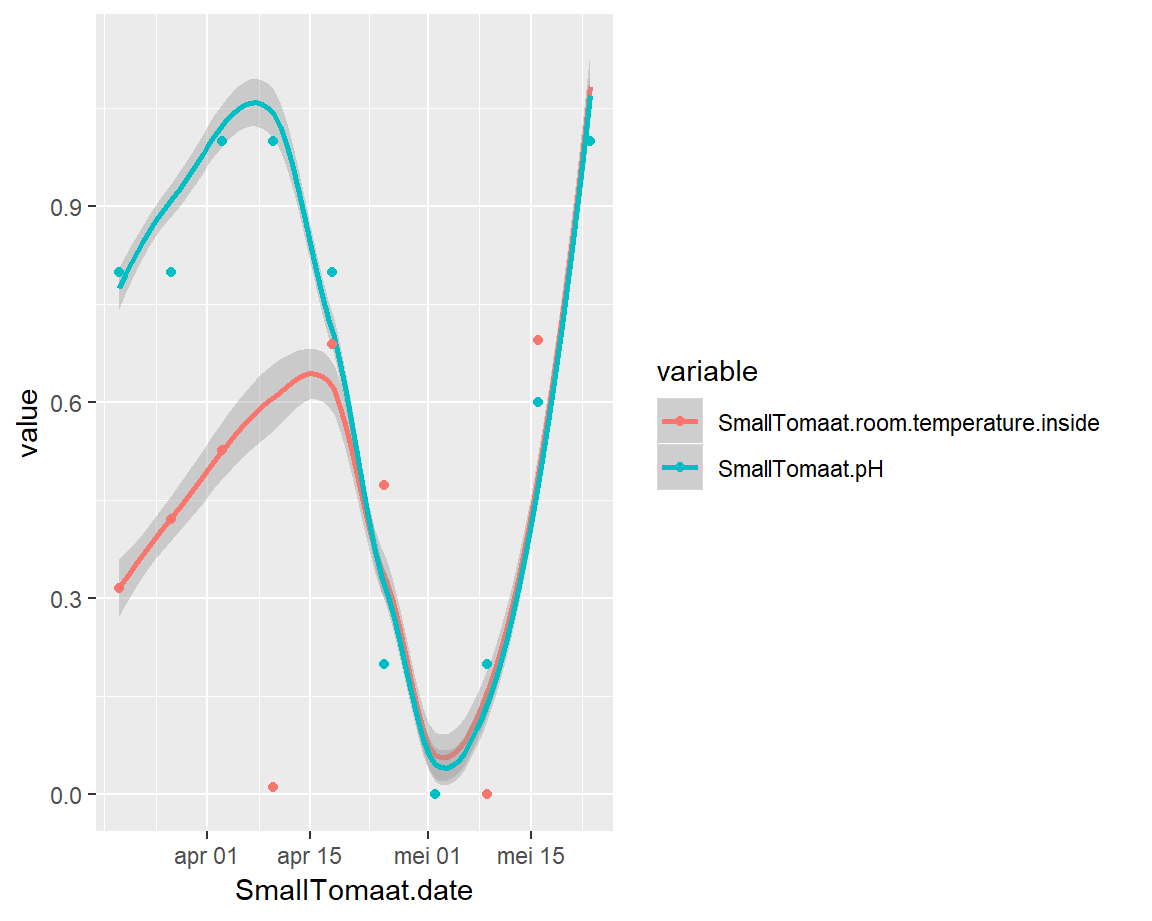 value
0.9
0.6
0.3
0.0
apr 01
apr 15
mei 01
mei 15
SmallTomaat.date
variable
SmallTomaat.room.temperature.inside
SmallTomaat.pH